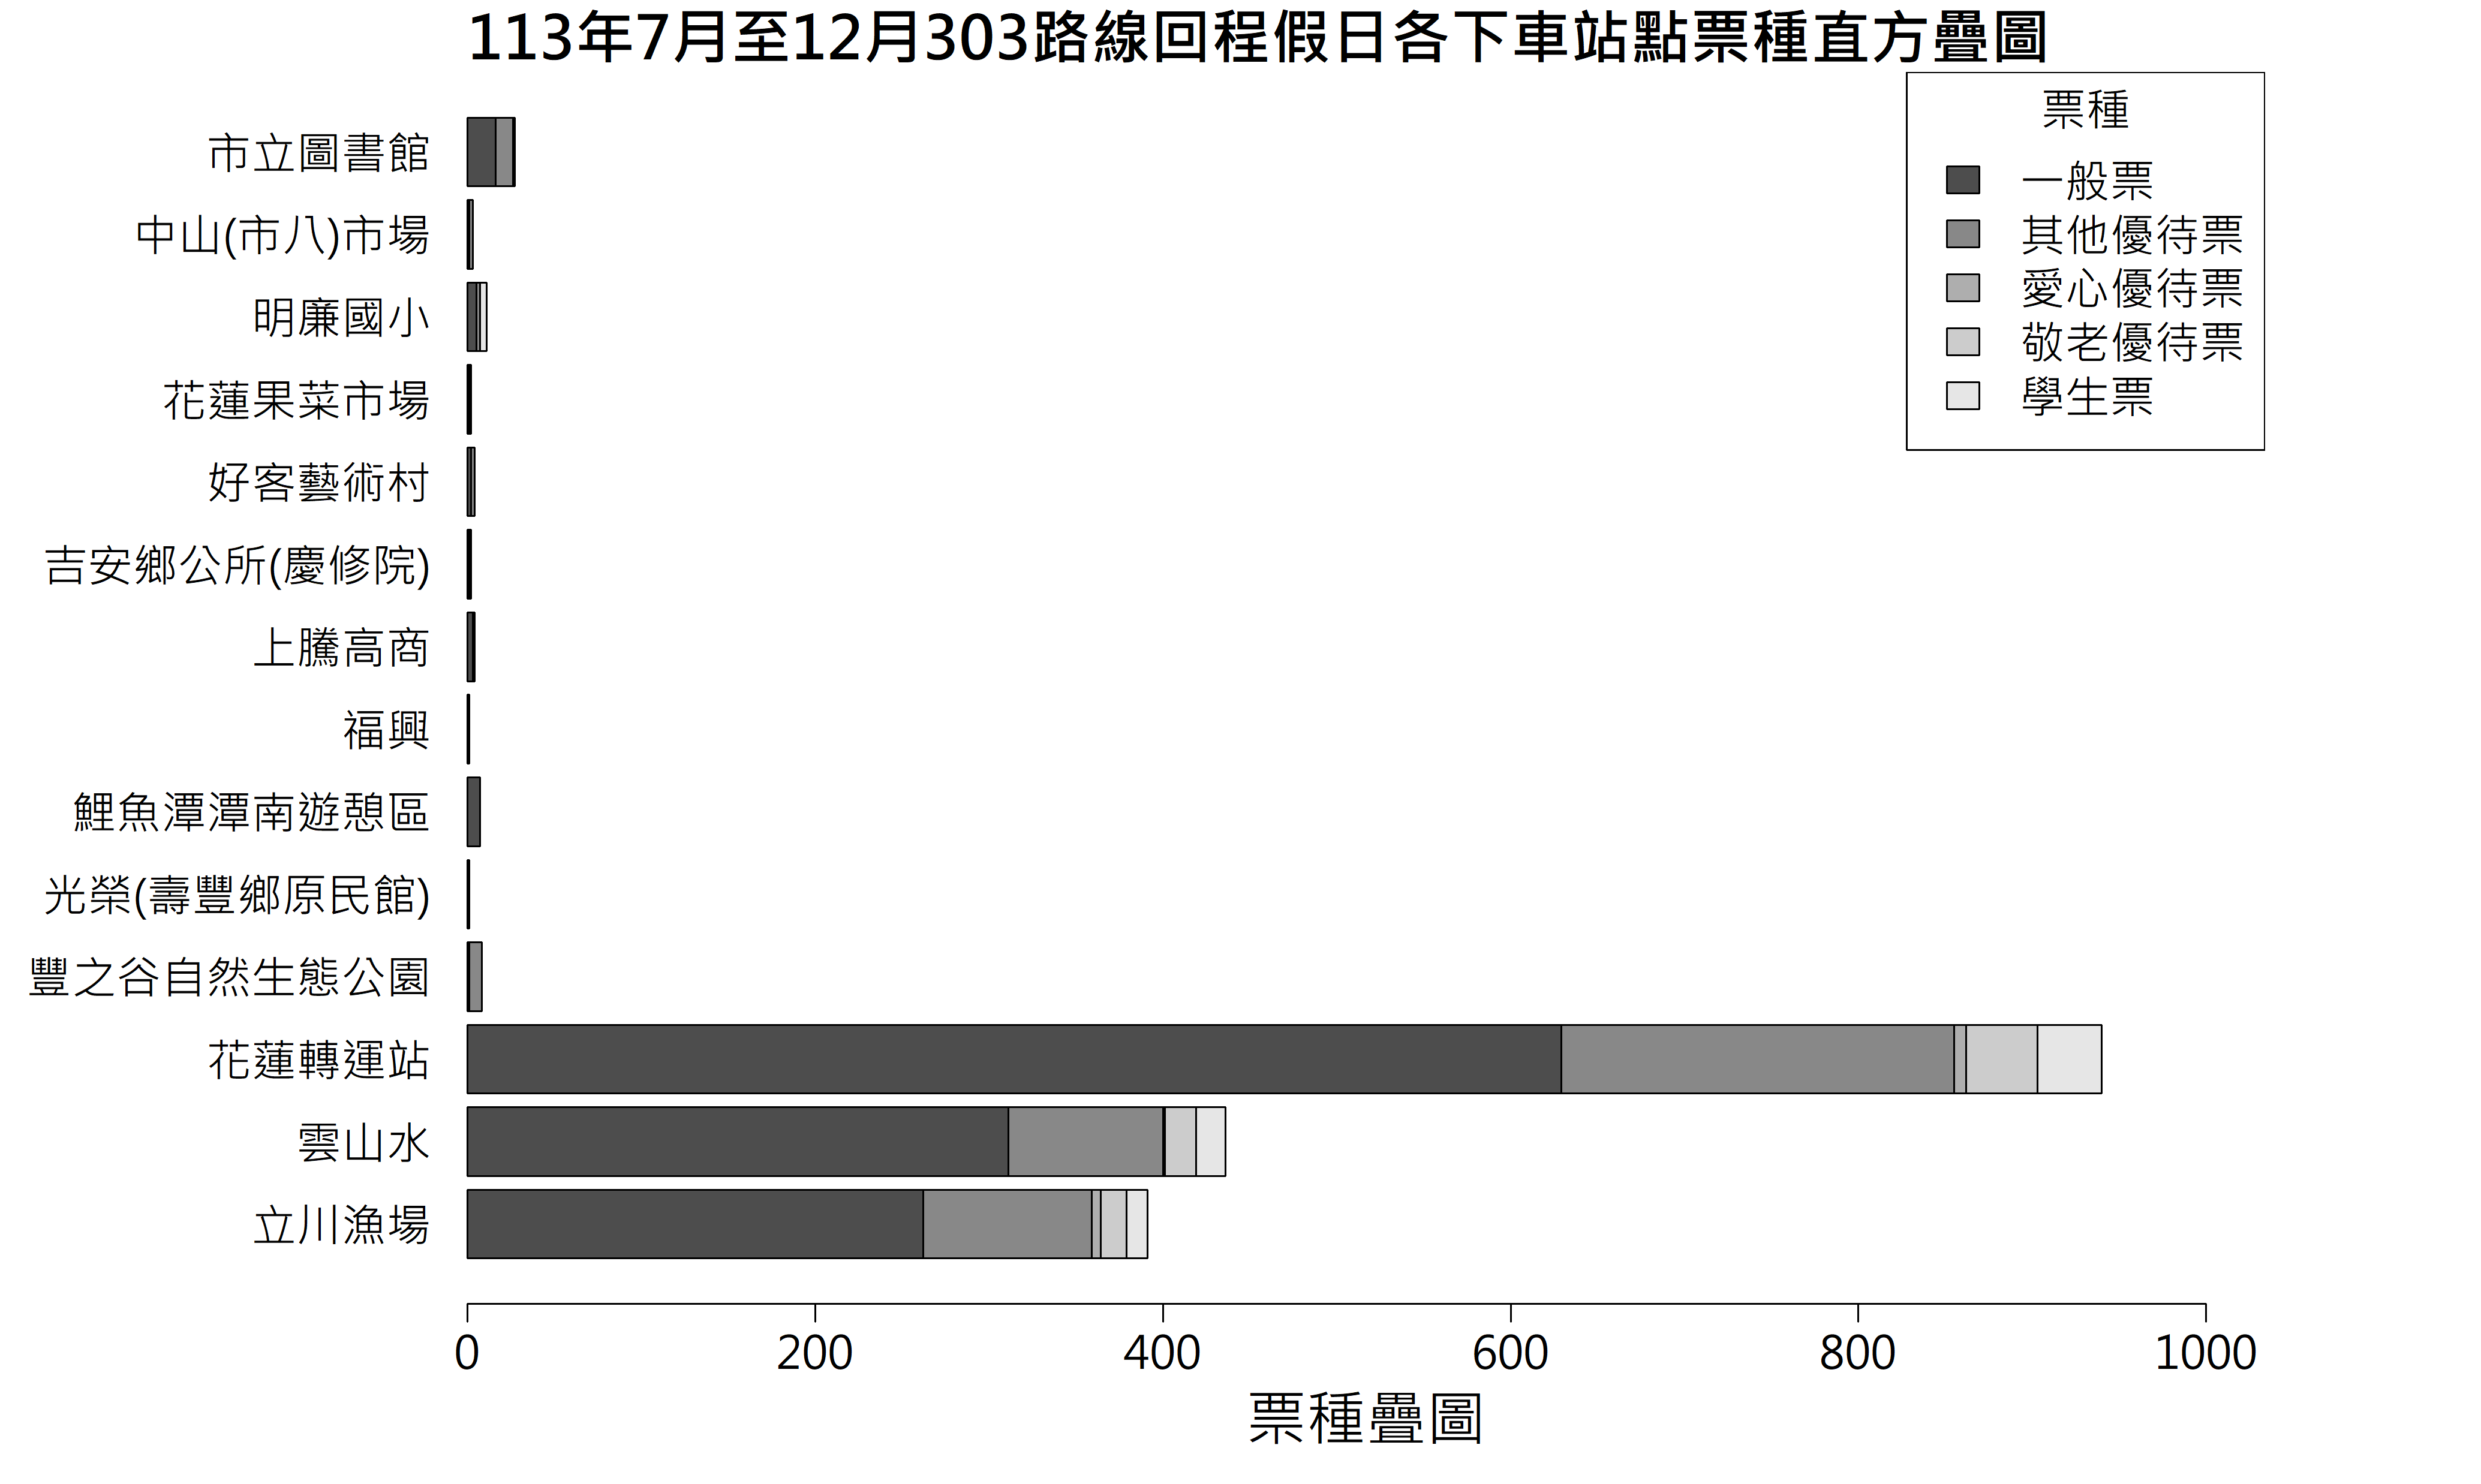 113年7月至12月303路線回程假日各下車站點票種直方疊圖
票種
一般票
其他優待票
愛心優待票
敬老優待票
學生票
市立圖書館
中山(市八)市場
明廉國小
花蓮果菜市場
好客藝術村
吉安鄉公所(慶修院)
上騰高商
福興
鯉魚潭潭南遊憩區
光榮(壽豐鄉原民館)
豐之谷自然生態公園
花蓮轉運站
雲山水
立川漁場
0 200 400 600 800 1000
票種疊圖